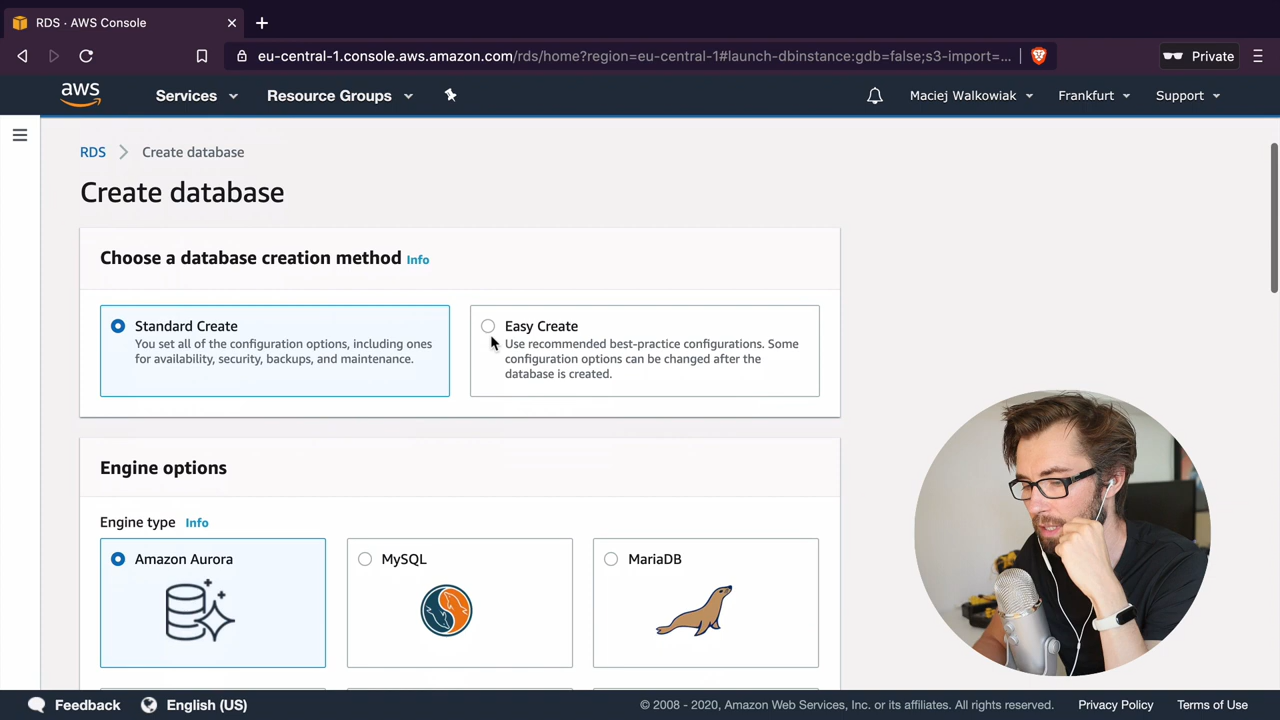 RDS · AWS Console
eu-central-1.console.aws.amazon.com/rds/home?region=eu-central-1#launch-dbinstance:gdb=false;s3-import=...
Private
aws
Services
Resource Groups
Maciej Walkowiak
Frankfurt
Support
RDS
Create database
Create database
Choose a database creation method Info
Standard Create
You set all of the configuration options, including ones
for availability, security, backups, and maintenance.
Easy Create
Use recommended best-practice configurations. Some
configuration options can be changed after the
database is created.
Engine options
Engine type Info
Amazon Aurora
MySQL
MariaDB
Feedback
English (US)
© 2008 - 2020, Amazon Web Services, Inc. or its affiliates. All rights reserved.
Privacy Policy
Terms of Use